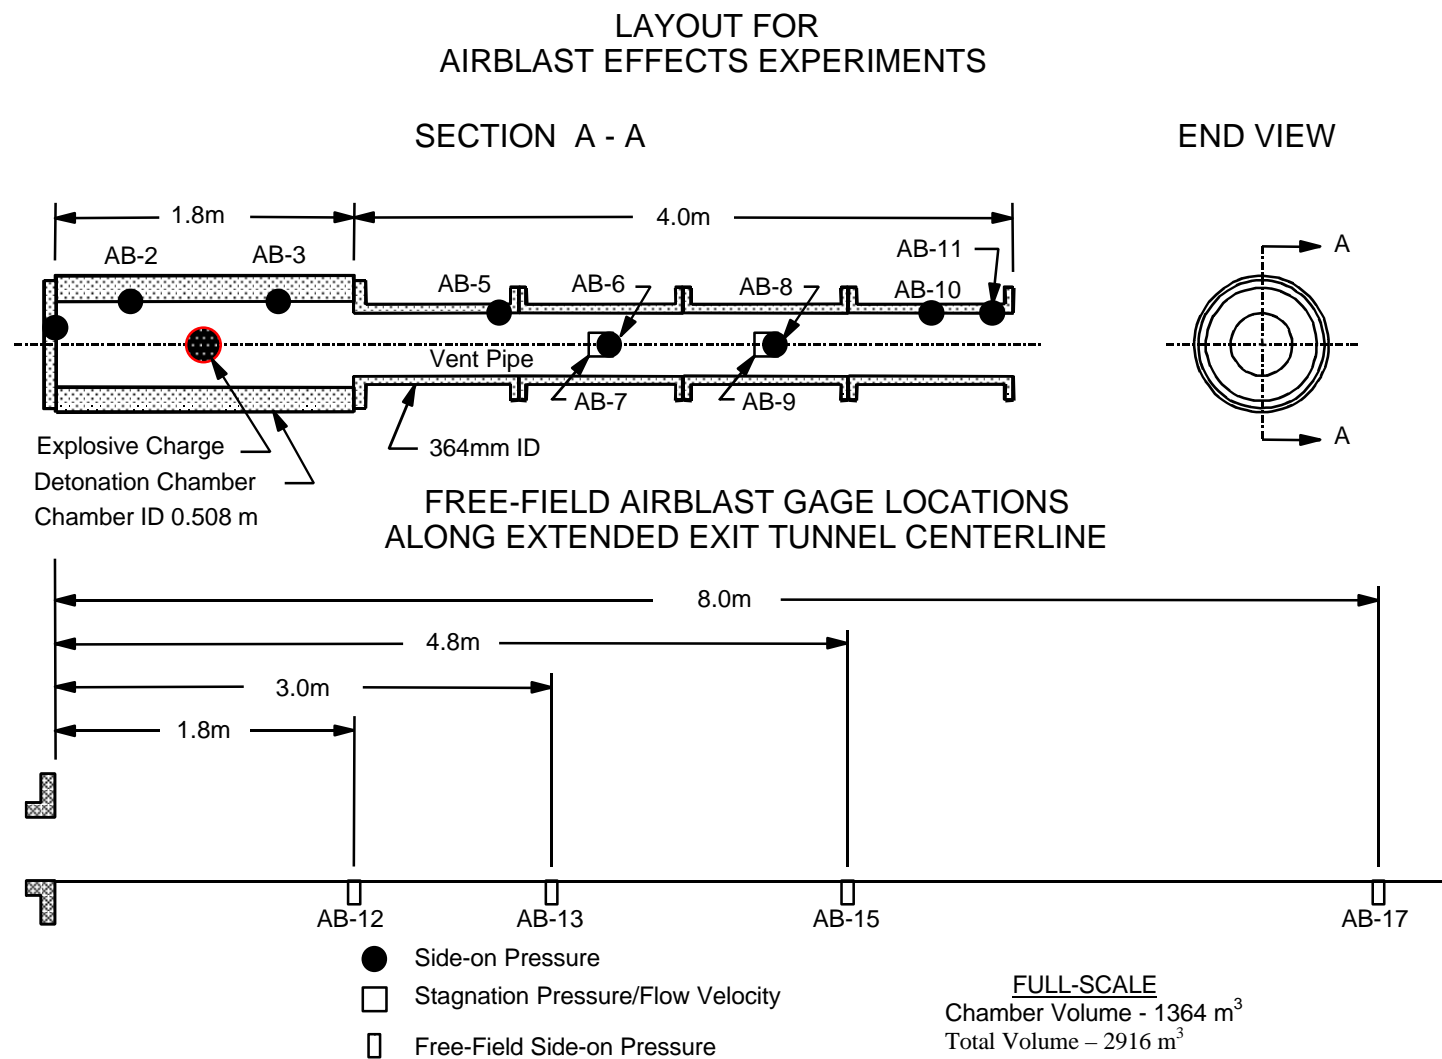 LAYOUT FOR
AIRBLAST EFFECTS EXPERIMENTS
SECTION A - A
END VIEW
1.8m
4.0m
AB-2
AB-3
AB-5
AB-6
AB-8
AB-11
AB-10
A
Vent Pipe
AB-7
AB-9
A
Explosive Charge
364mm ID
Detonation Chamber
Chamber ID 0.508 m
FREE-FIELD AIRBLAST GAGE LOCATIONS
ALONG EXTENDED EXIT TUNNEL CENTERLINE
8.0m
4.8m
3.0m
1.8m
AB-12
AB-13
AB-15
AB-17
Side-on Pressure
Stagnation Pressure/Flow Velocity
Free-Field Side-on Pressure
FULL-SCALE
Chamber Volume - 1364 m³
Total Volume – 2916 m³